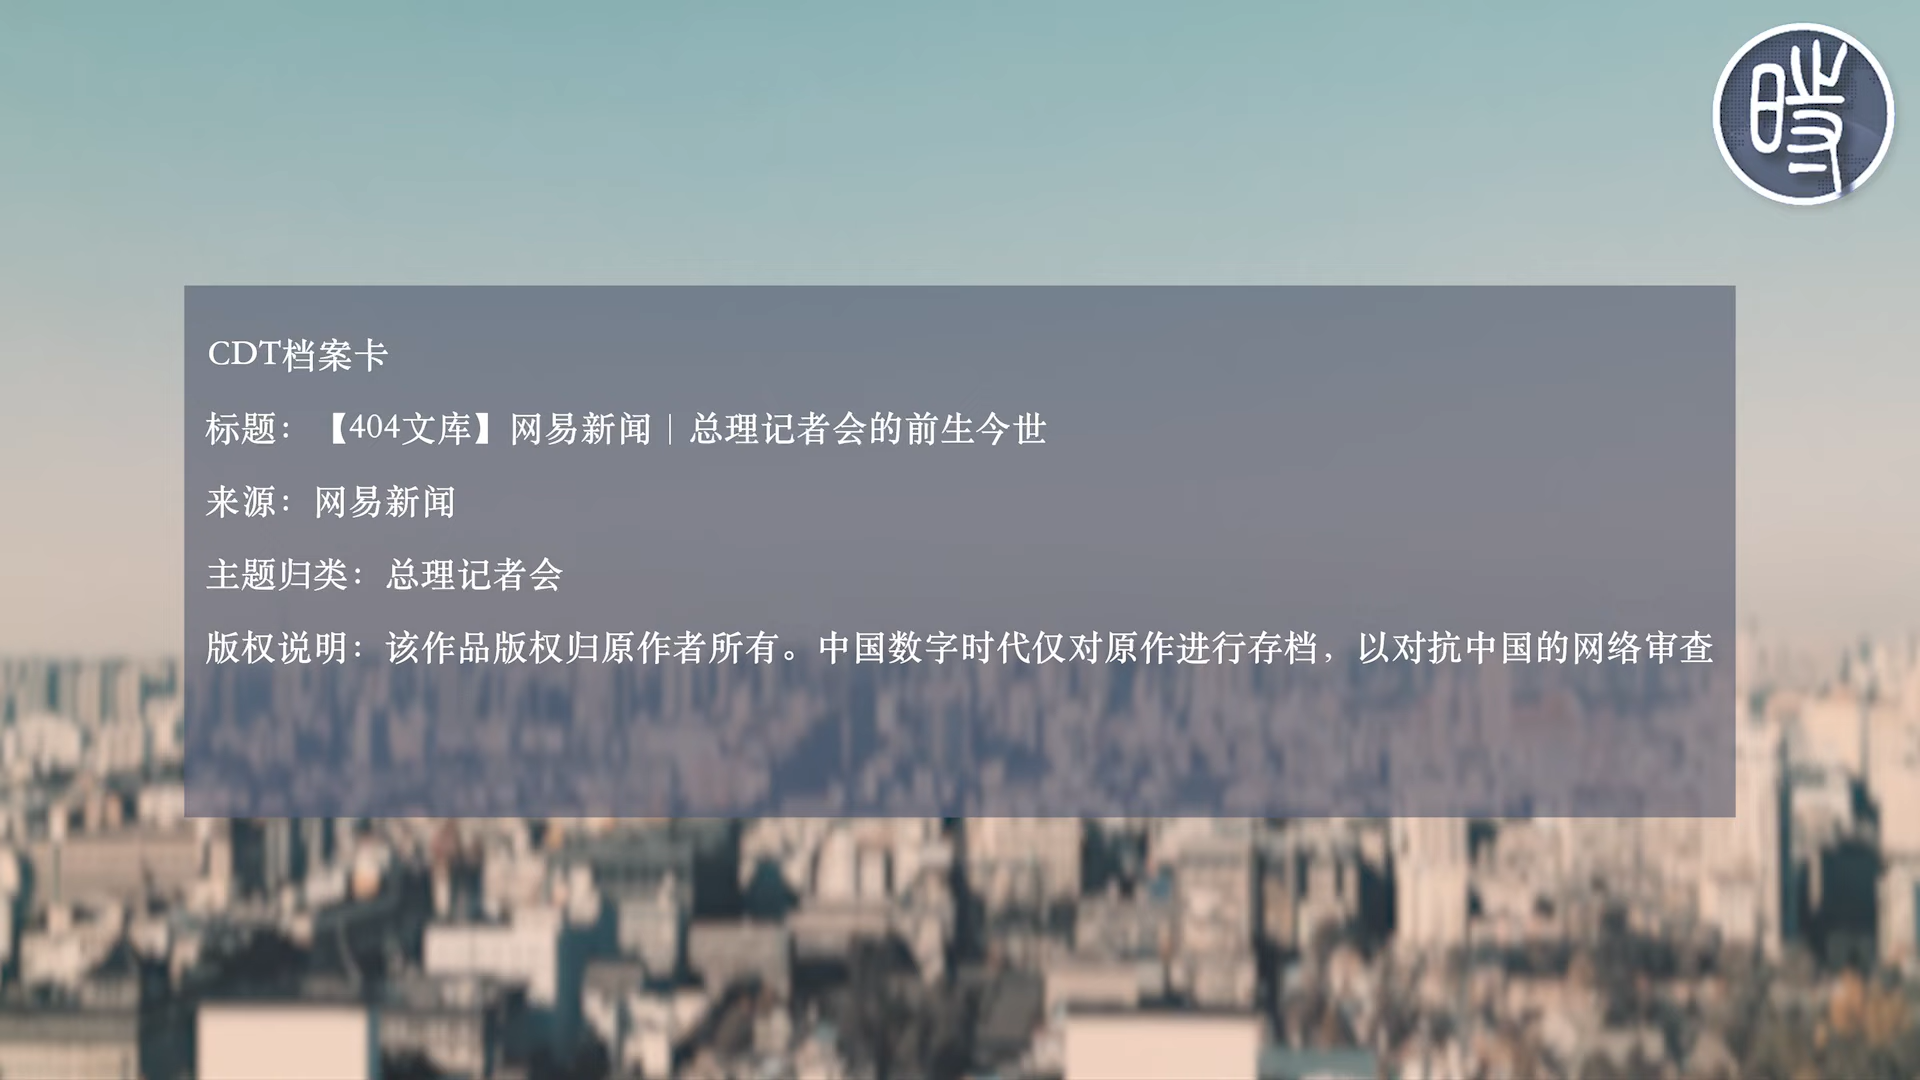 時
CDT档案卡
标题：【404文库】网易新闻｜总理记者会的前生今世
来源：网易新闻
主题归类：总理记者会
版权说明：该作品版权归原作者所有。中国数字时代仅对原作进行存档，以对抗中国的网络审查